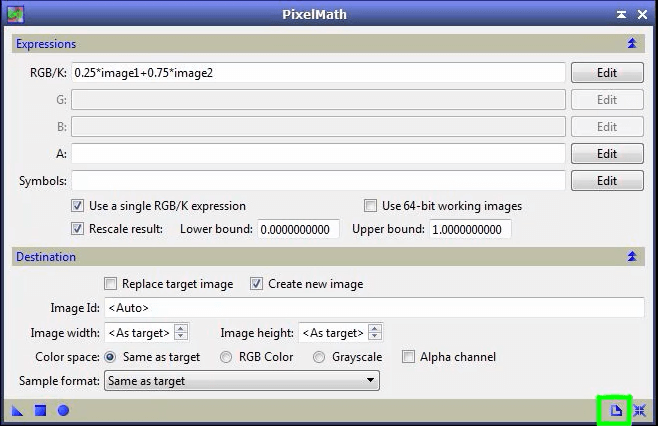 PixelMath
Expressions
RGB/K: 0.25*image1+0.75*image2 Edit
G: Edit
B: Edit
A: Edit
Symbols: Edit
Use a single RGB/K expression Use 64-bit working images
Rescale result: Lower bound: 0.0000000000 Upper bound: 1.0000000000
Destination
Replace target image Create new image
Image Id: <Auto>
Image width: <As target> Image height: <As target>
Color space: Same as target RGB Color Grayscale Alpha channel
Sample format: Same as target